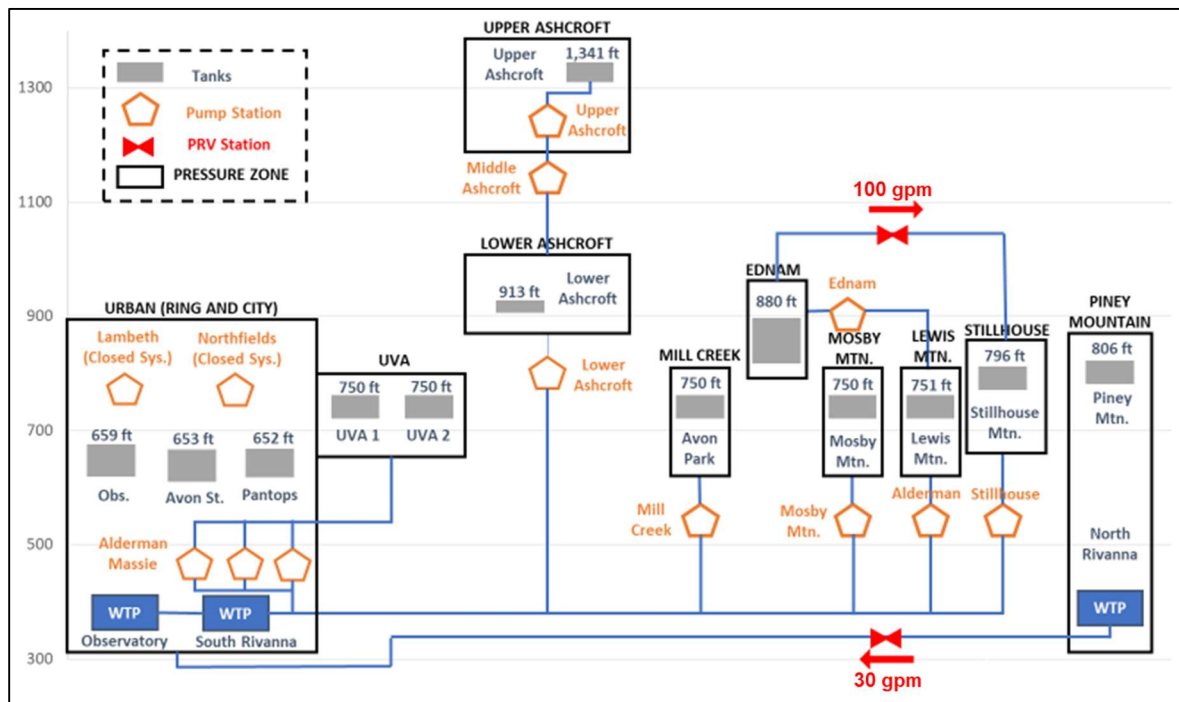 UPPER ASHCROFT
Upper
Ashcroft
1,341 ft
Upper
Ashcroft
Middle
Ashcroft
1300
1100
900
700
500
300
Tanks
Pump Station
PRV Station
PRESSURE ZONE
LOWER ASHCROFT
913 ft
Lower
Ashcroft
Lower
Ashcroft
100 gpm
EDNAM
880 ft
Ednam
URBAN (RING AND CITY)
Lambeth
(Closed Sys.)
Northfields
(Closed Sys.)
659 ft
653 ft
652 ft
Obs.
Avon St.
Pantops
Alderman
Massie
WTP
WTP
Observatory
South Rivanna
UVA
750 ft
750 ft
UVA 1
UVA 2
MILL CREEK
750 ft
Avon
Park
Mill
Creek
MOSBY
MTN.
750 ft
Mosby
Mtn.
Mosby
Mtn.
LEWIS
MTN.
751 ft
Lewis
Mtn.
Alderman
STILLHOUSE
796 ft
Stillhouse
Mtn.
Stillhouse
PINEY
MOUNTAIN
806 ft
Piney
Mtn.
North
Rivanna
WTP
30 gpm